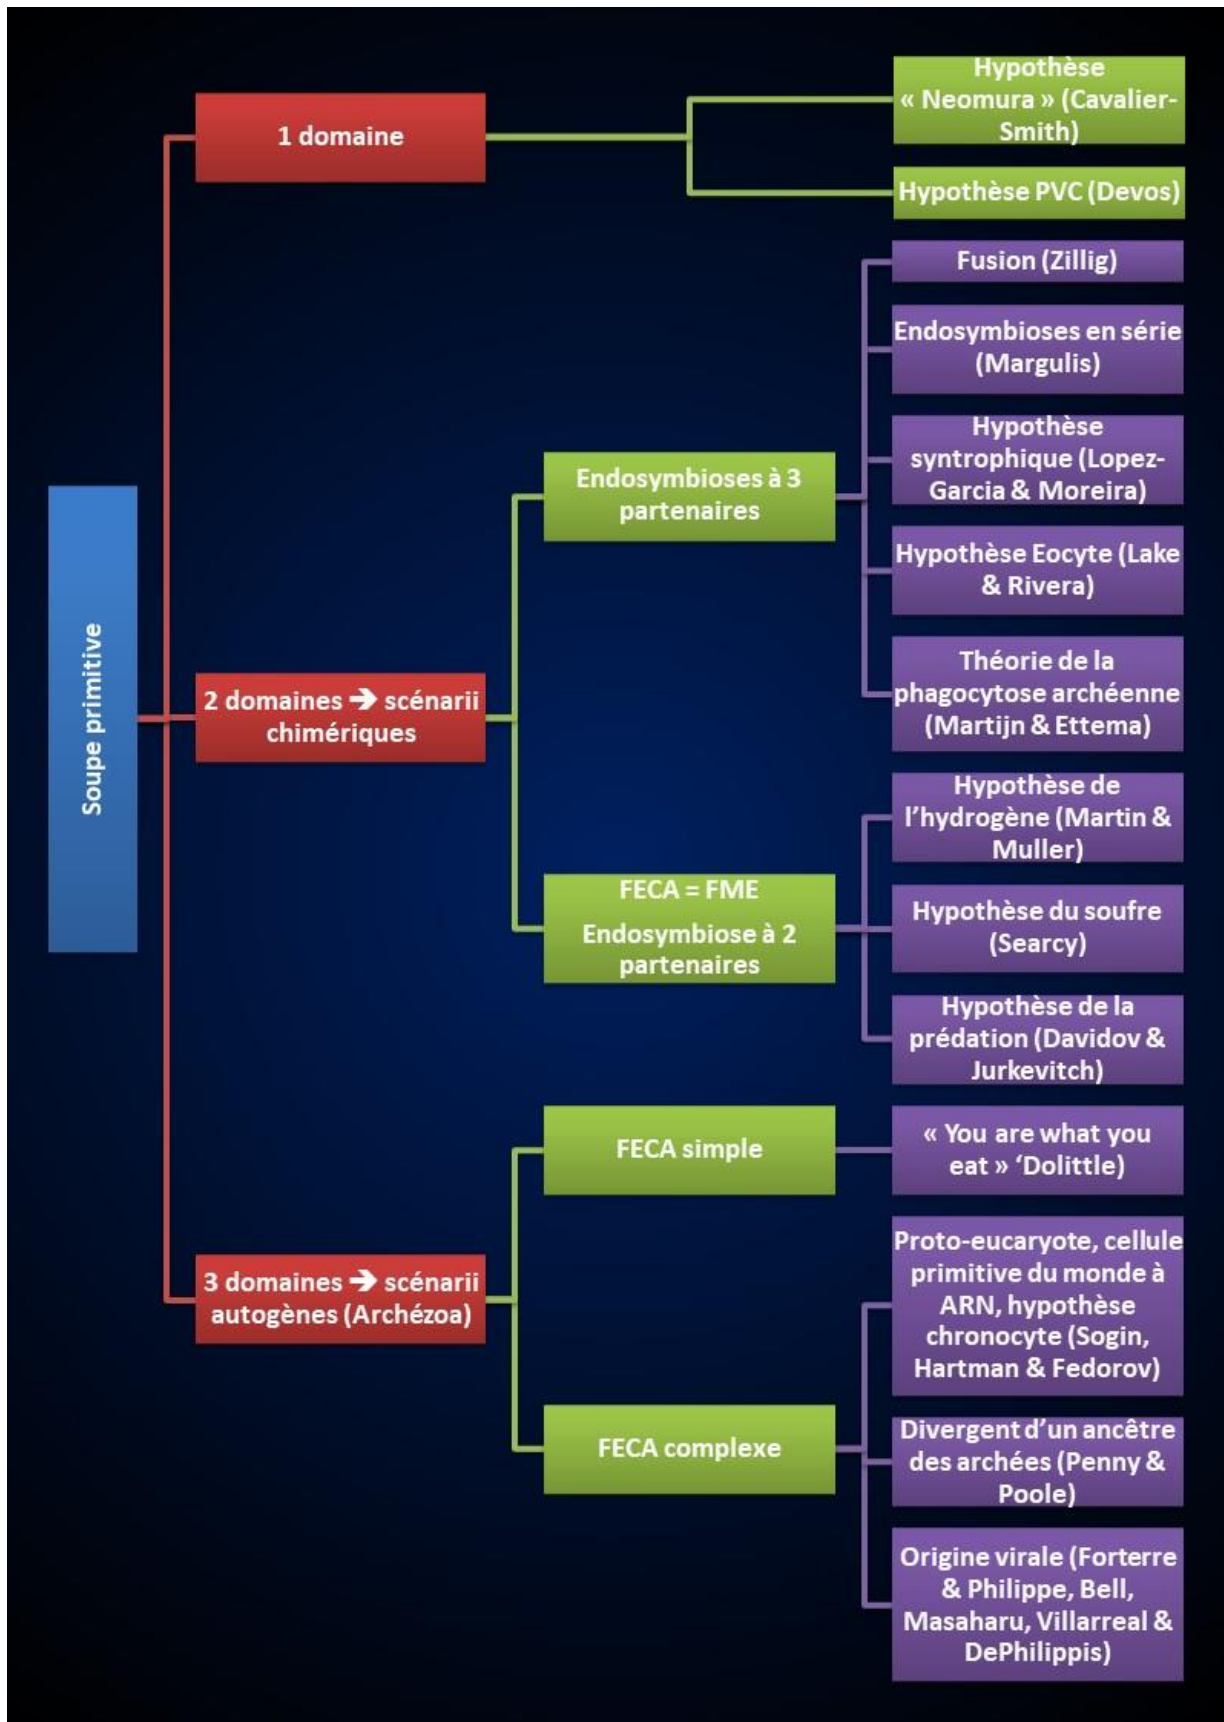 Soupe primitive
1 domaine
Hypothèse
« Neomura » (Cavalier-
Smith)
Hypothèse PVC (Devos)
2 domaines ➔ scénarii
chimériques
Endosymbioses à 3
partenaires
Fusion (Zillig)
Endosymbioses en série
(Margulis)
Hypothèse
syntrophique (Lopez-
Garcia & Moreira)
Hypothèse Eocyte (Lake
& Rivera)
Théorie de la
phagocytose archéenne
(Martijn & Ettema)
FECA = FME
Endosymbiose à 2
partenaires
Hypothèse de
l’hydrogène (Martin &
Muller)
Hypothèse du soufre
(Searcy)
Hypothèse de la
prédation (Davidov &
Jurkevitch)
3 domaines ➔ scénarii
autogènes (Archézoa)
FECA simple
« You are what you
eat » ‘Dolittle)
FECA complexe
Proto-eucaryote, cellule
primitive du monde à
ARN, hypothèse
chronocyte (Sogin,
Hartman & Fedorov)
Divergent d’un ancêtre
des archées (Penny &
Poole)
Origine virale (Forterre
& Philippe, Bell,
Masaharu, Villarreal &
DePhilippis)